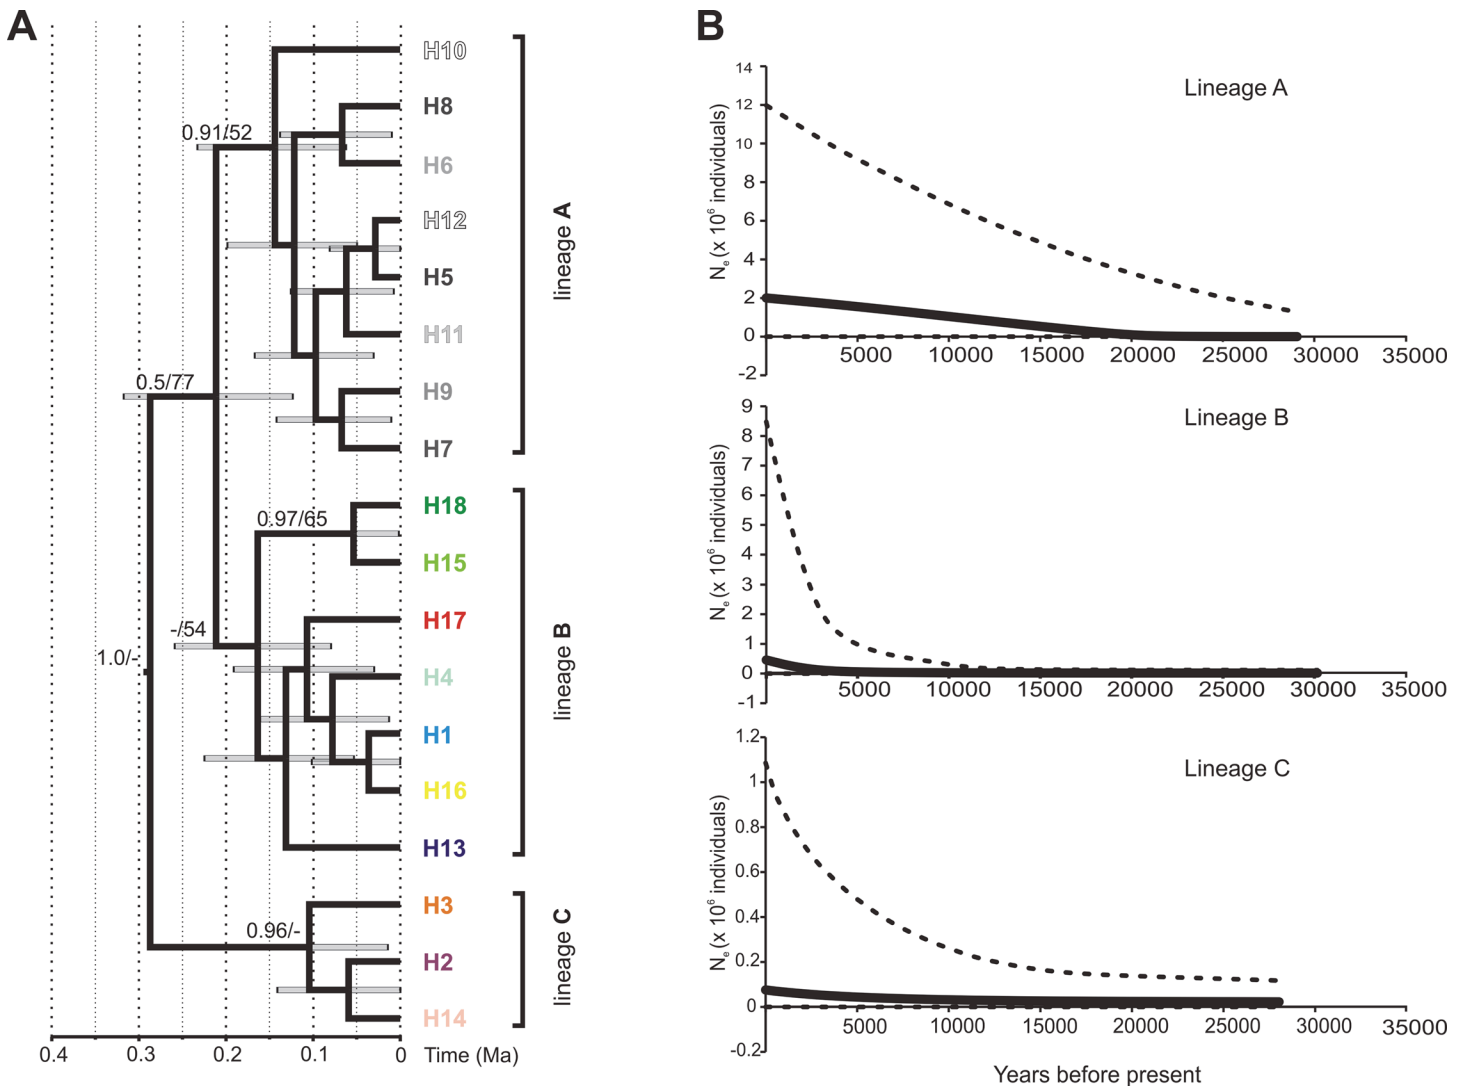 A
H10
H8
0.91/52
H6
H12
H5
H11
0.5/77
H9
H7
lineage A
H18
0.97/65
H15
H17
-/54
1.0/-
H4
H1
H16
H13
lineage B
H3
0.96/-
H2
H14
lineage C
0.4
0.3
0.2
0.1
0
Time (Ma)
B
Lineage A
Ne (x 10⁶ individuals)
14
12
10
8
6
4
2
0
-2
5000
10000
15000
20000
25000
30000
35000
Lineage B
Ne (x 10⁶ individuals)
9
8
7
6
5
4
3
2
1
0
-1
5000
10000
15000
20000
25000
30000
35000
Lineage C
Ne (x 10⁶ individuals)
1.2
1
0.8
0.6
0.4
0.2
0
-0.2
5000
10000
15000
20000
25000
30000
35000
Years before present